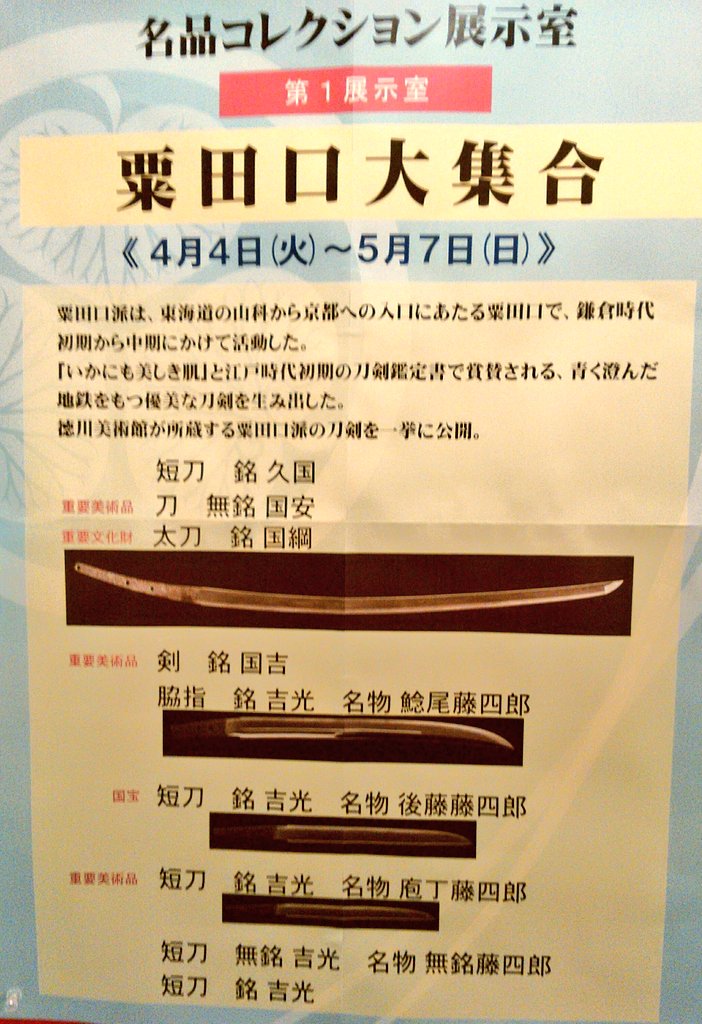 名品コレクション展示室
第1展示室
粟田口大集合
《4月4日(火)～5月7日(日)》
粟田口派は、東海道の山科から京都への入口にあたる粟田口で、鎌倉時代
初期から中期にかけて活動した。
『いかにも美しき肌』と江戸時代初期の刀剣鑑定書で賞賛される、青く澄んだ
地鉄をもつ優美な刀剣を生み出した。
徳川美術館が所蔵する粟田口派の刀剣を一挙に公開。
短刀 銘 久国
重要美術品 刀 無銘 国安
重要文化財 太刀 銘 国綱
重要美術品 剣 銘 国吉
脇指 銘 吉光 名物 鯰尾藤四郎
国宝 短刀 銘 吉光 名物 後藤藤四郎
重要美術品 短刀 銘 吉光 名物 庖丁藤四郎
短刀 無銘 吉光 名物 無銘藤四郎
短刀 銘 吉光